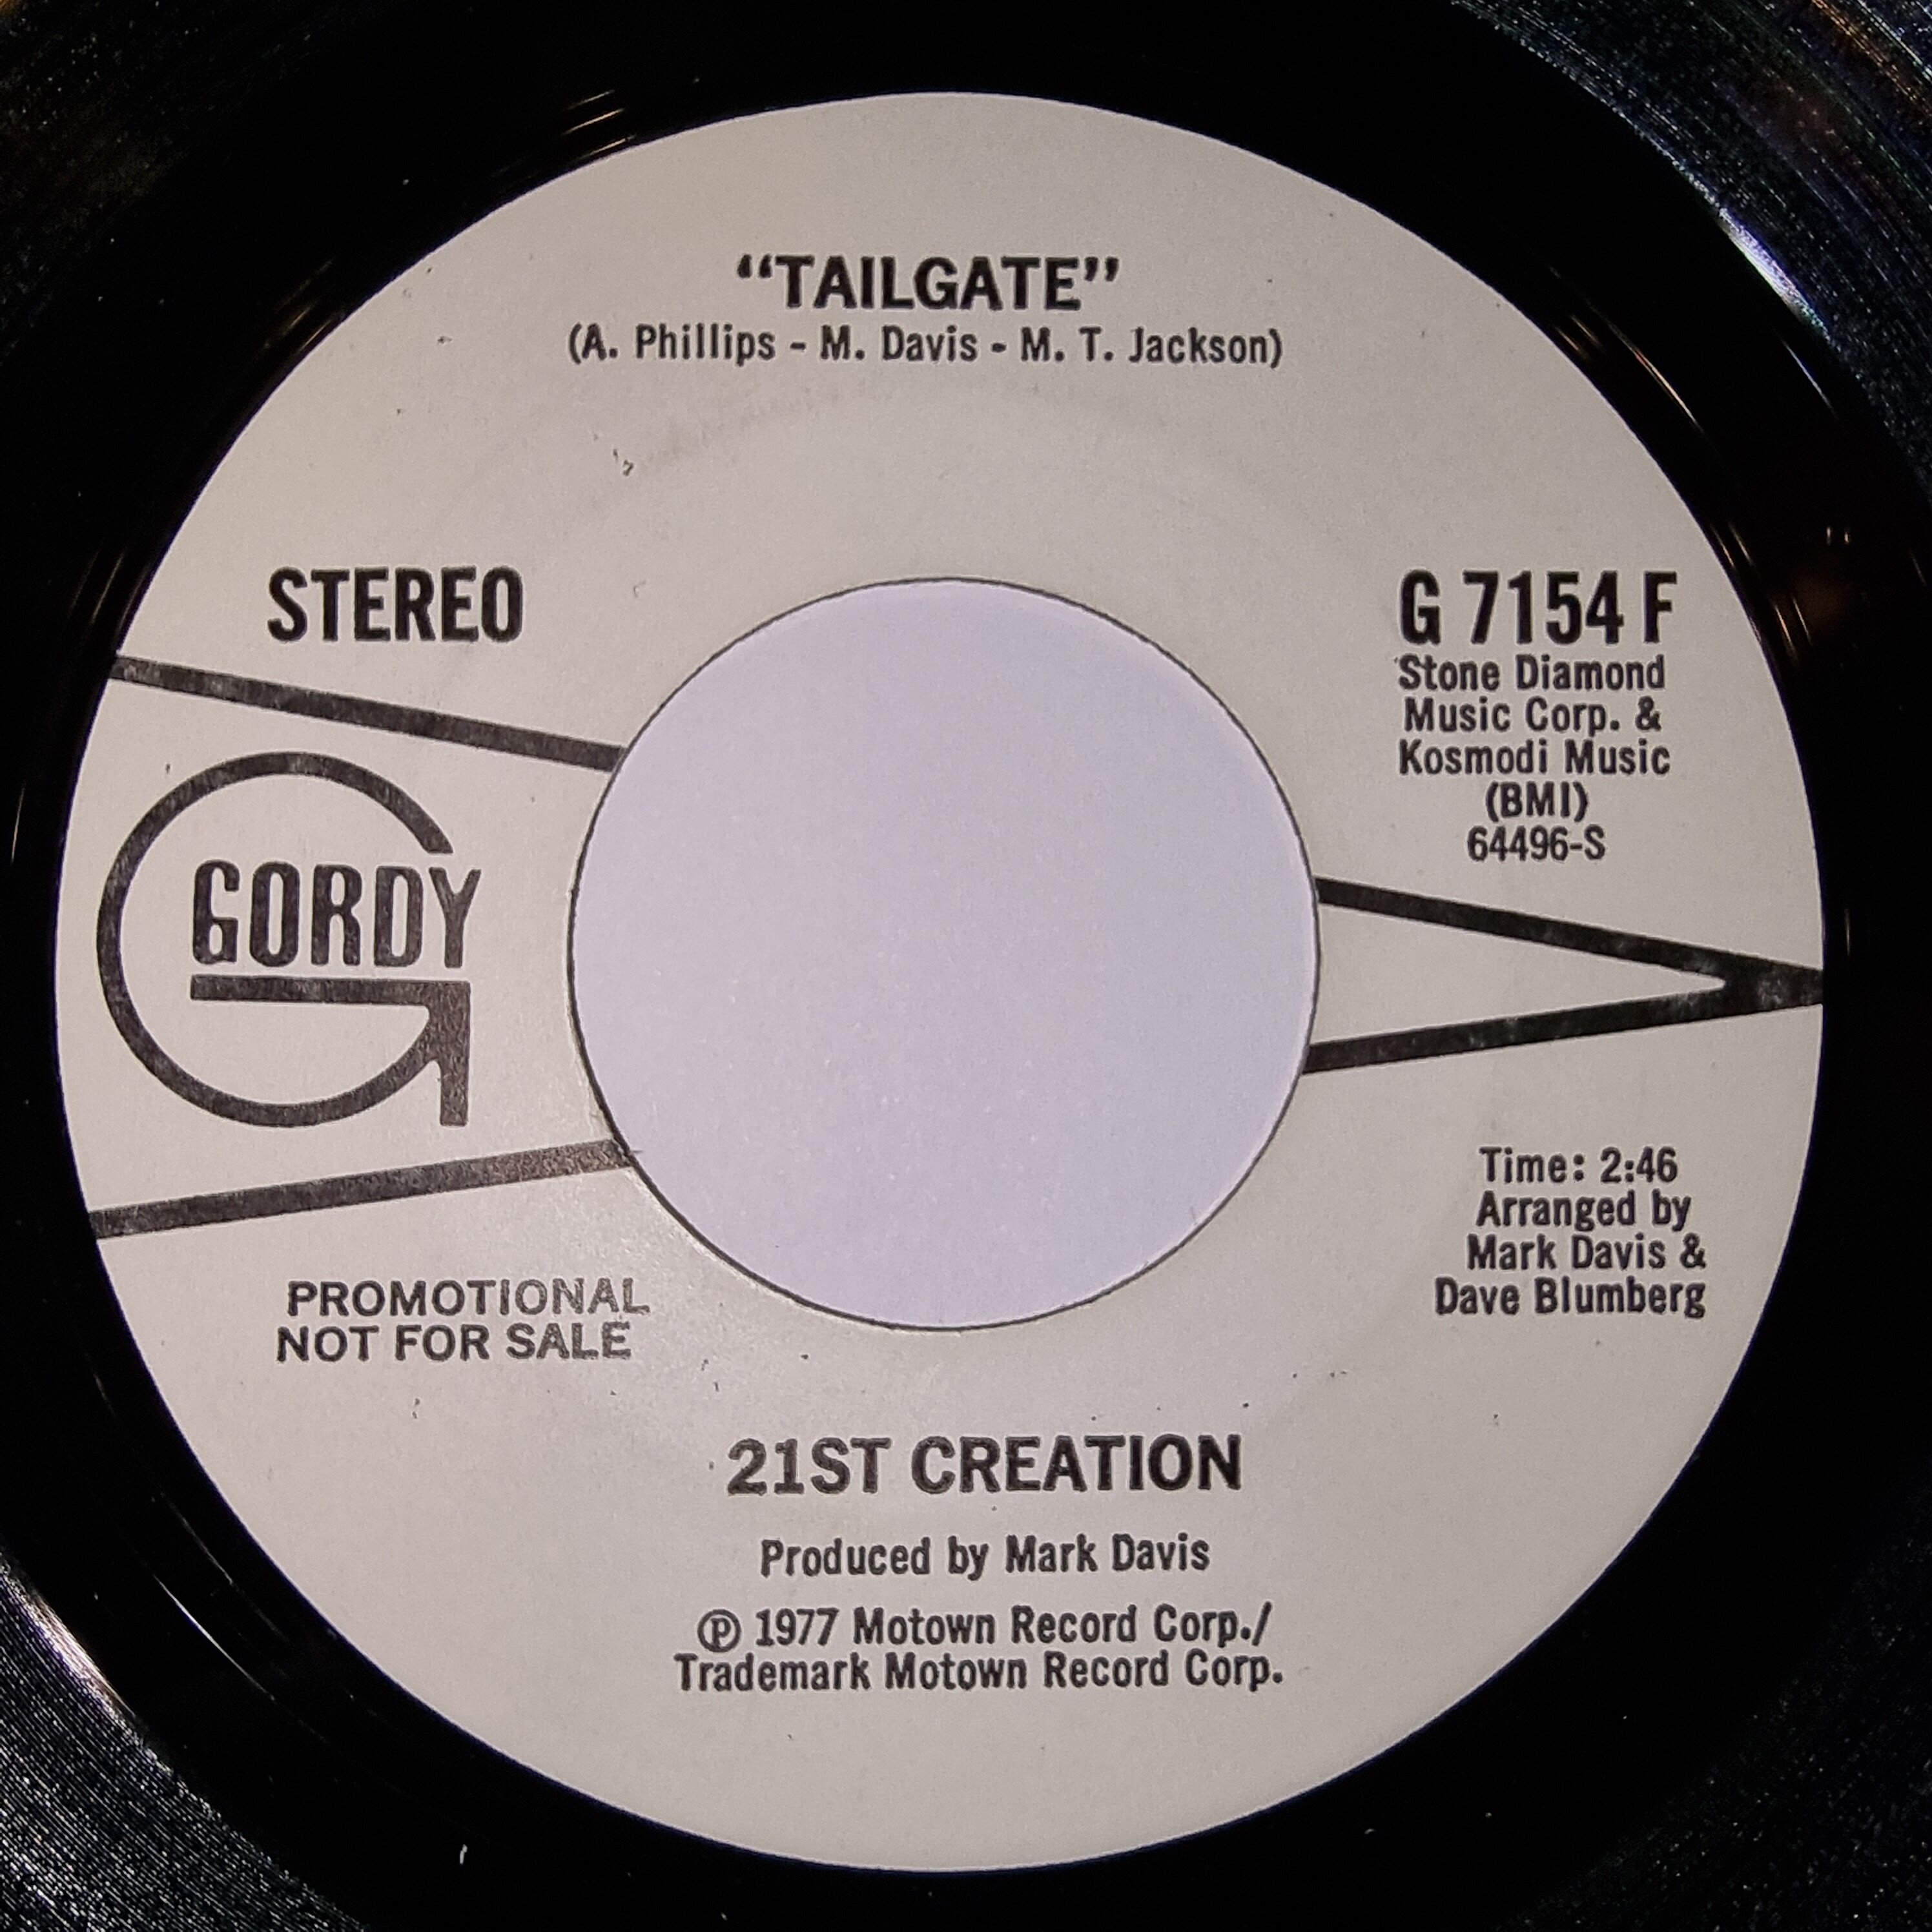 “TAILGATE”
(A. Phillips - M. Davis - M. T. Jackson)
STEREO
G 7154 F
Stone Diamond
Music Corp. &
Kosmodi Music
(BMI)
64496-S
GORDY
Time: 2:46
Arranged by
Mark Davis &
Dave Blumberg
PROMOTIONAL
NOT FOR SALE
21ST CREATION
Produced by Mark Davis
℗ 1977 Motown Record Corp./
Trademark Motown Record Corp.